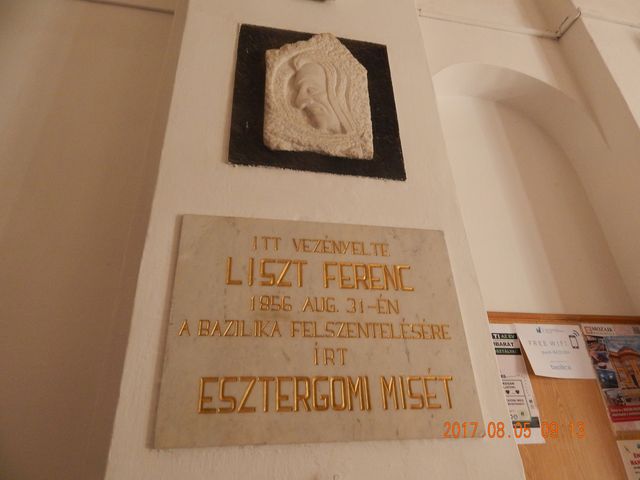 ITT VEZÉNYELTE
LISZT FERENC
1856 AUG. 31-ÉN
A BAZILIKA FELSZENTELÉSÉRE
ÍRT
ESZTERGOMI MISÉT
FREE WIFI
MOZAIK
2017.08.05 09:13